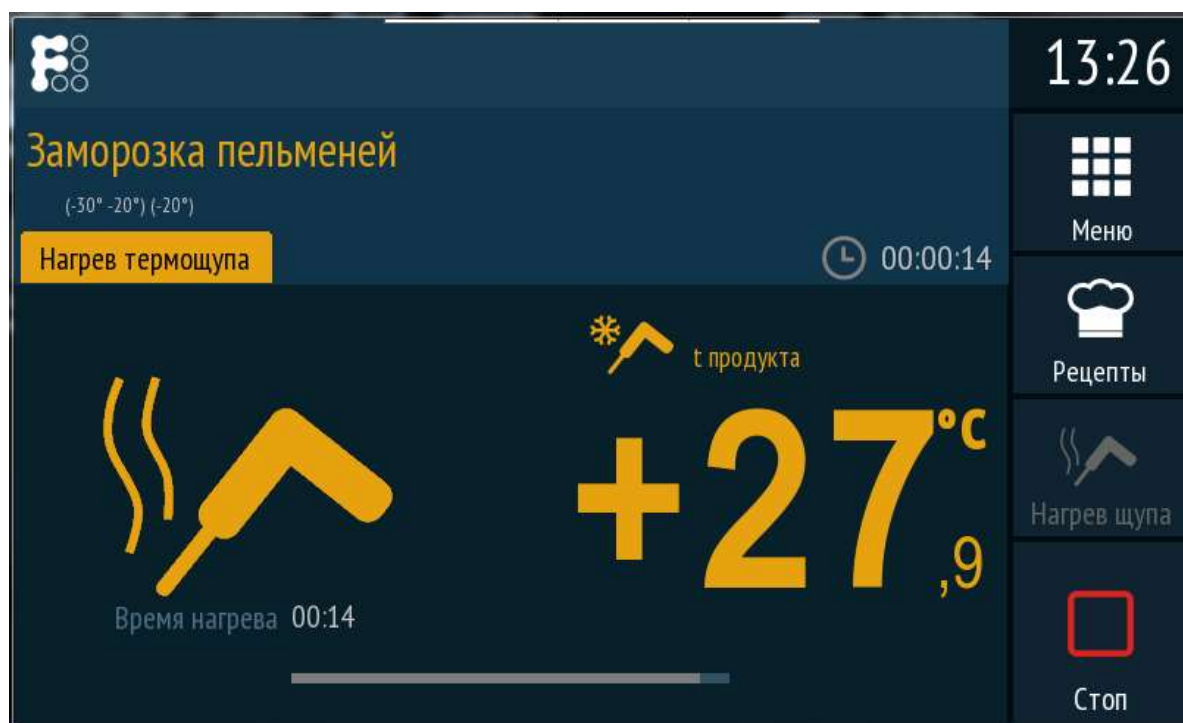 13:26
Заморозка пельменей
(-30° -20°) (-20°)
Нагрев термощупа
00:00:14
t продукта
+27,9 °C
Время нагрева 00:14
Меню
Рецепты
Нагрев щупа
Стоп